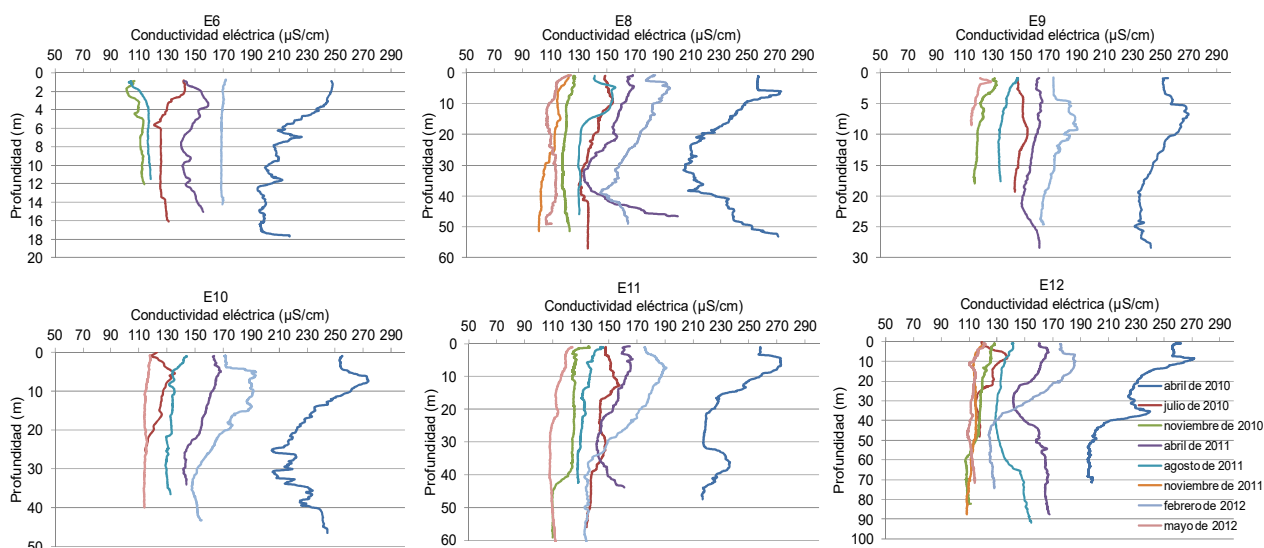 E6
Conductividad eléctrica (µS/cm)
50 70 90 110 130 150 170 190 210 230 250 270 290
0
2
4
6
8
10
12
14
16
18
20
Profundidad (m)
E8
Conductividad eléctrica (µS/cm)
50 70 90 110 130 150 170 190 210 230 250 270 290
0
10
20
30
40
50
60
Profundidad (m)
E9
Conductividad eléctrica (µS/cm)
50 70 90 110 130 150 170 190 210 230 250 270 290
0
5
10
15
20
25
30
Profundidad (m)
E10
Conductividad eléctrica (µS/cm)
50 70 90 110 130 150 170 190 210 230 250 270 290
0
10
20
30
40
50
Profundidad (m)
E11
Conductividad eléctrica (µS/cm)
50 70 90 110 130 150 170 190 210 230 250 270 290
0
10
20
30
40
50
60
Profundidad (m)
E12
Conductividad eléctrica (µS/cm)
50 70 90 110 130 150 170 190 210 230 250 270 290
0
10
20
30
40
50
60
70
80
90
100
Profundidad (m)
abril de 2010
julio de 2010
noviembre de 2010
abril de 2011
agosto de 2011
noviembre de 2011
febrero de 2012
mayo de 2012